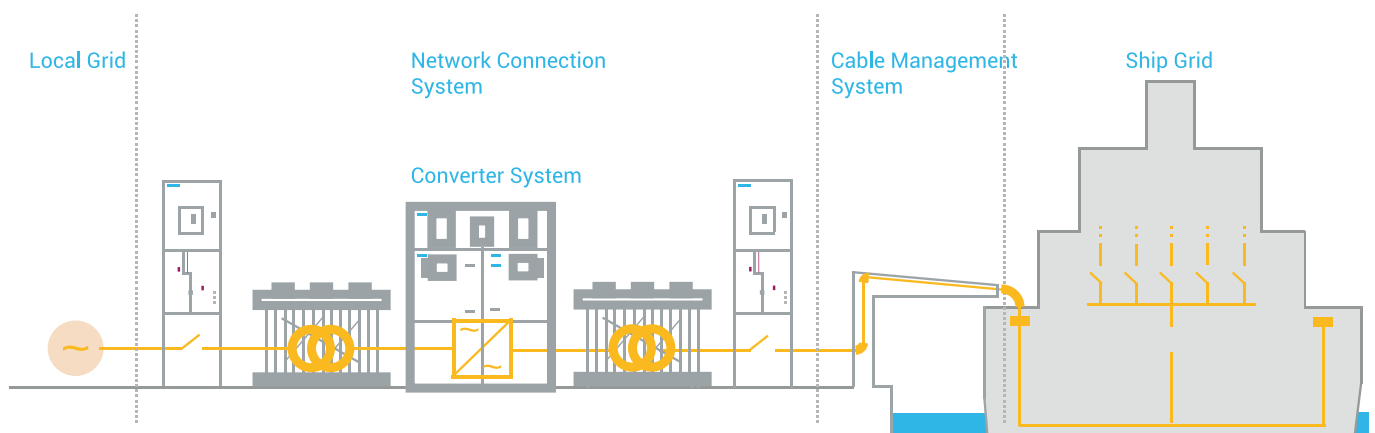 Local Grid
Network Connection
System
Cable Management
System
Ship Grid
Converter System